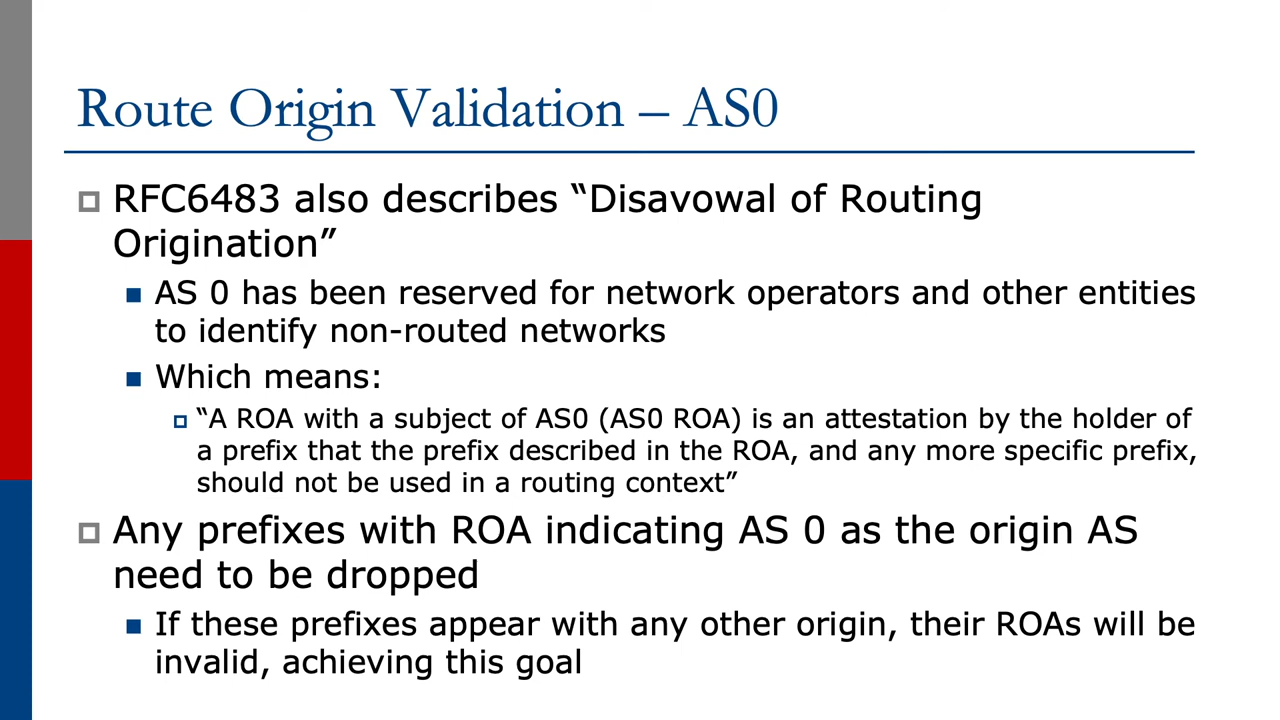 Route Origin Validation – AS0
RFC6483 also describes “Disavowal of Routing
Origination”
AS 0 has been reserved for network operators and other entities
to identify non-routed networks
Which means:
“A ROA with a subject of AS0 (AS0 ROA) is an attestation by the holder of
a prefix that the prefix described in the ROA, and any more specific prefix,
should not be used in a routing context”
Any prefixes with ROA indicating AS 0 as the origin AS
need to be dropped
If these prefixes appear with any other origin, their ROAs will be
invalid, achieving this goal